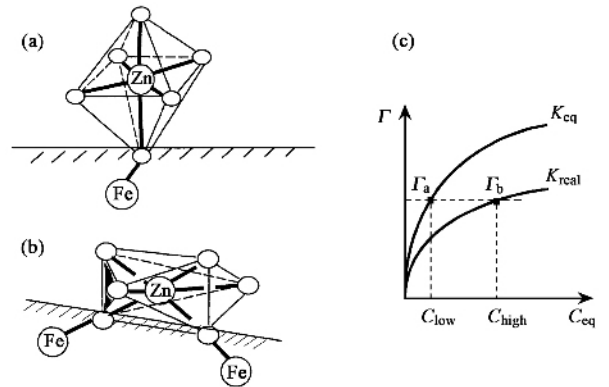 (a)
Zn
Fe
(b)
Zn
Fe
Fe
(c)
Γ
K_eq
Γ_a
Γ_b
K_real
C_low
C_high
C_eq